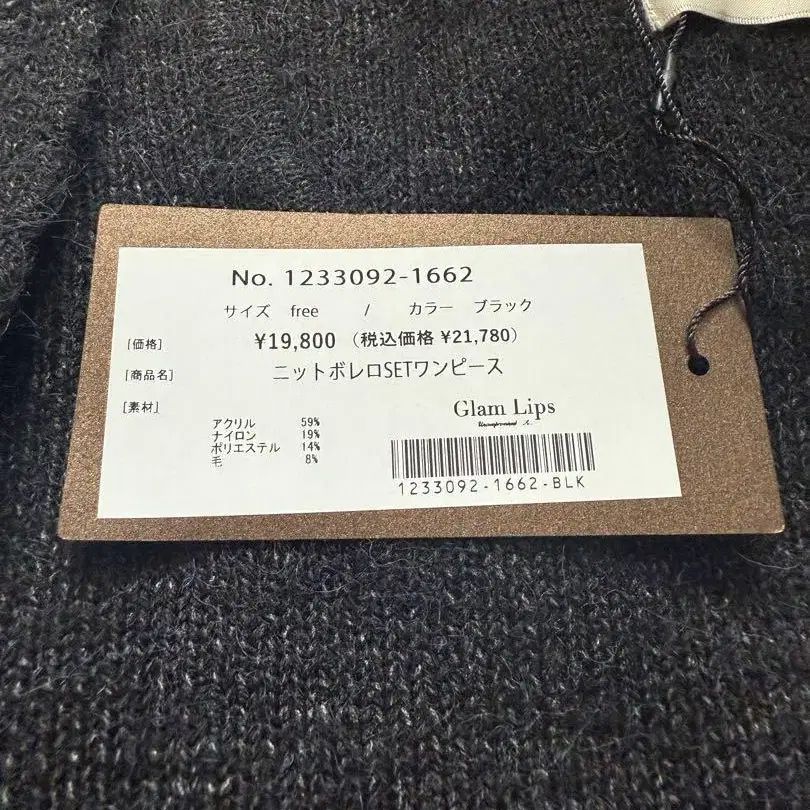 No. 1233092-1662
サイズ free / カラー ブラック
[価格] ¥19,800 （税込価格 ¥21,780）
[商品名] ニットボレロSETワンピース
[素材]
アクリル 59%
ナイロン 19%
ポリエステル 14%
毛 8%
Glam Lips
1233092-1662-BLK